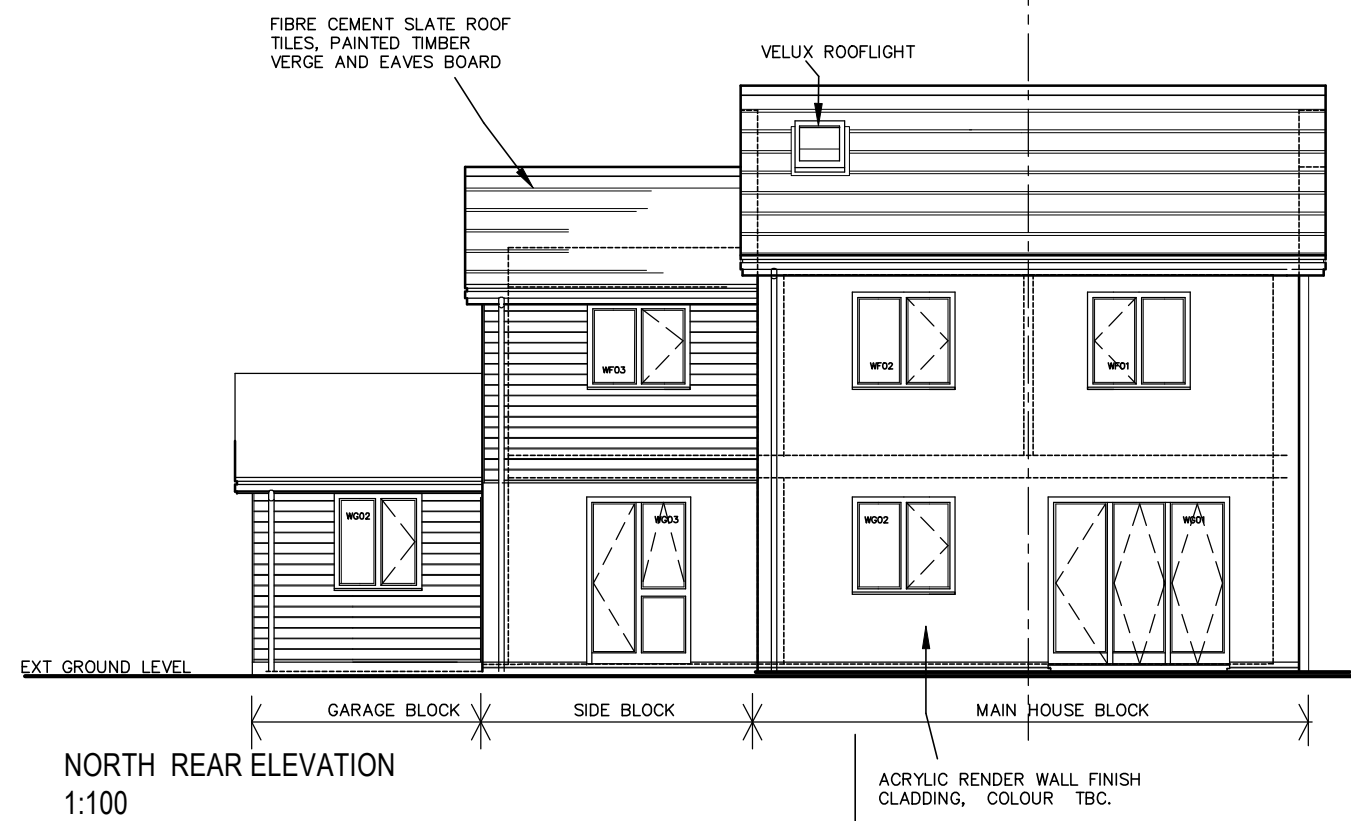 FIBRE CEMENT SLATE ROOF
TILES, PAINTED TIMBER
VERGE AND EAVES BOARD
VELUX ROOFLIGHT
WF03
WF02
WF01
WG02
WG03
WG02
WG01
EXT GROUND LEVEL
GARAGE BLOCK
SIDE BLOCK
MAIN HOUSE BLOCK
NORTH REAR ELEVATION
1:100
ACRYLIC RENDER WALL FINISH
CLADDING, COLOUR TBC.